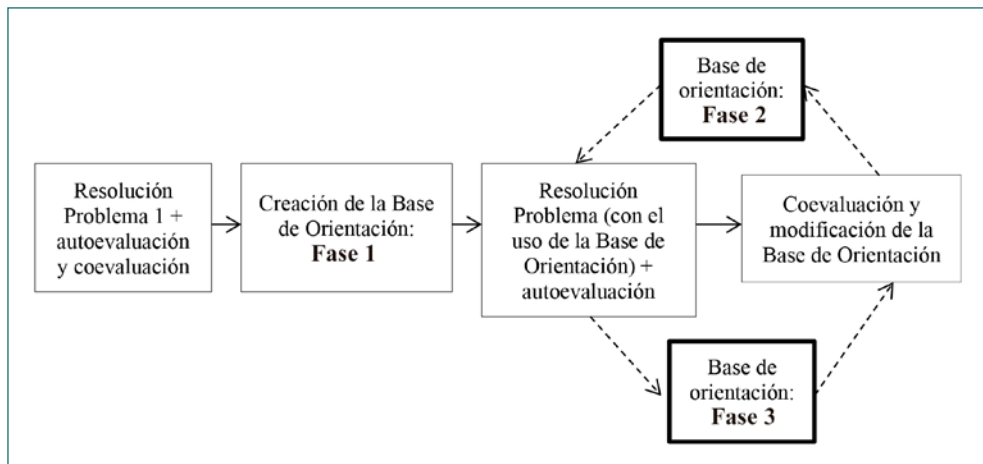 Resolución
Problema 1 +
autoevaluación
y coevaluación
Creación de la Base
de Orientación:
Fase 1
Resolución
Problema (con el
uso de la Base de
Orientación) +
autoevaluación
Base de
orientación:
Fase 2
Coevaluación y
modificación de la
Base de Orientación
Base de
orientación:
Fase 3